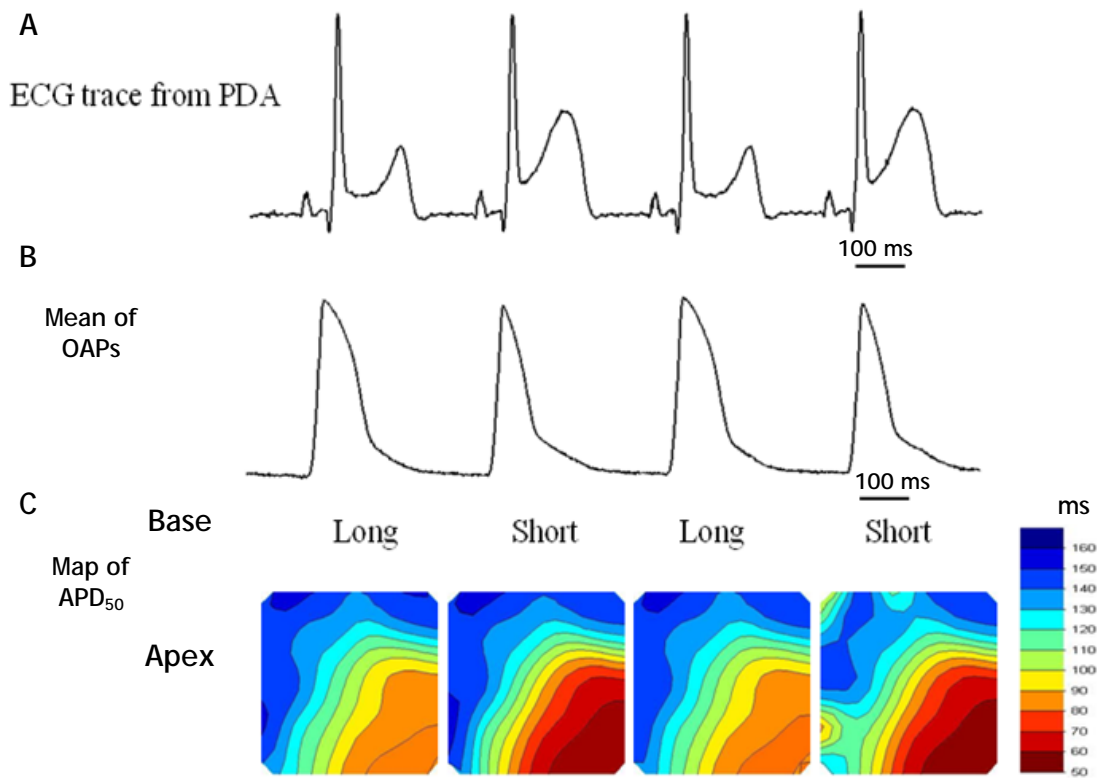 A
ECG trace from PDA
100 ms
B
Mean of
OAPs
100 ms
C
Base
Long
Short
Long
Short
ms
Map of
APD₅₀
Apex
160
150
140
130
120
110
100
90
80
70
60
50